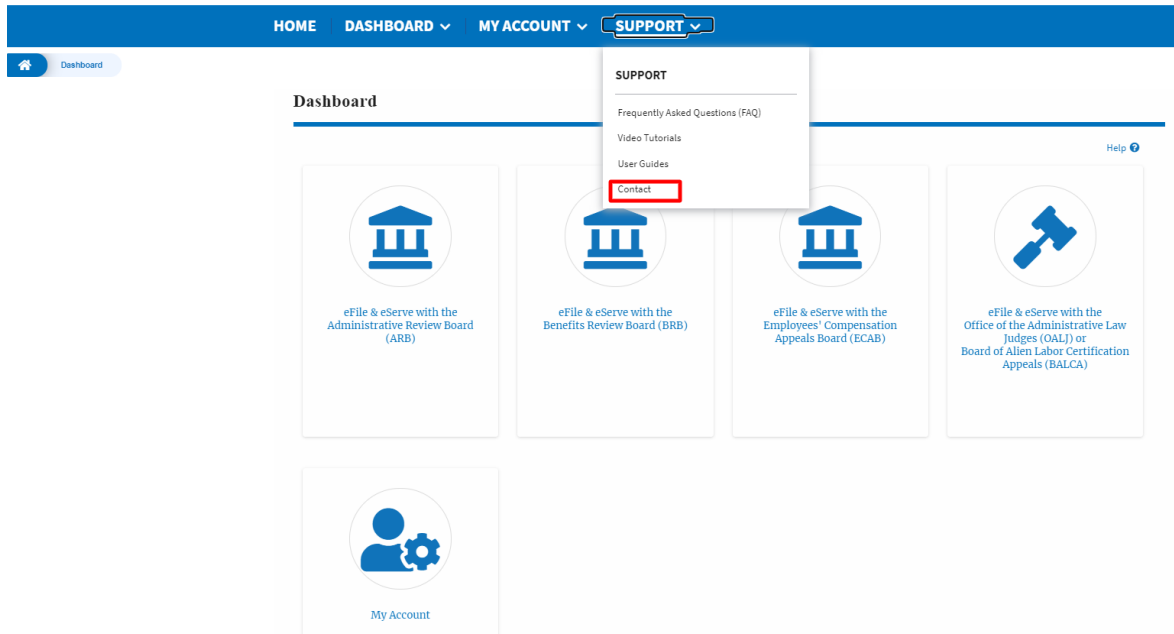 HOME DASHBOARD MY ACCOUNT SUPPORT
Dashboard
SUPPORT
Frequently Asked Questions (FAQ)
Video Tutorials
User Guides
Contact
Dashboard
Help
eFile & eServe with the
Administrative Review Board
(ARB)
eFile & eServe with the
Benefits Review Board (BRB)
eFile & eServe with the
Employees' Compensation
Appeals Board (ECAB)
eFile & eServe with the
Office of the Administrative Law
Judges (OALJ) or
Board of Alien Labor Certification
Appeals (BALCA)
My Account